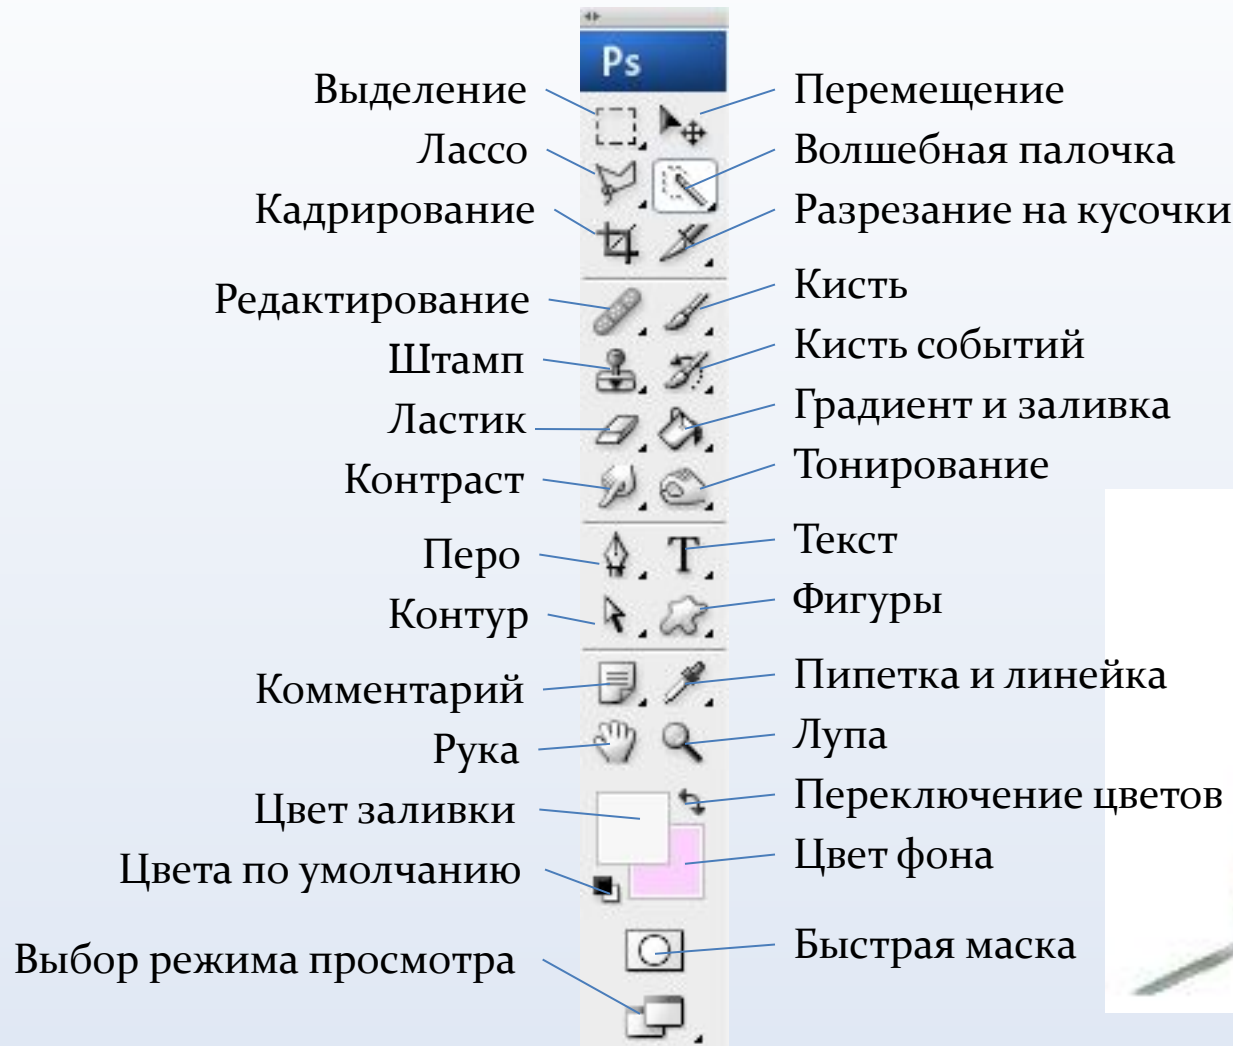 Ps
Выделение
Перемещение
Лассо
Волшебная палочка
Кадрирование
Разрезание на кусочки
Редактирование
Кисть
Штамп
Кисть событий
Ластик
Градиент и заливка
Контраст
Тонирование
Перо
Текст
Контур
Фигуры
Комментарий
Пипетка и линейка
Рука
Лупа
Цвет заливки
Переключение цветов
Цвета по умолчанию
Цвет фона
Выбор режима просмотра
Быстрая маска